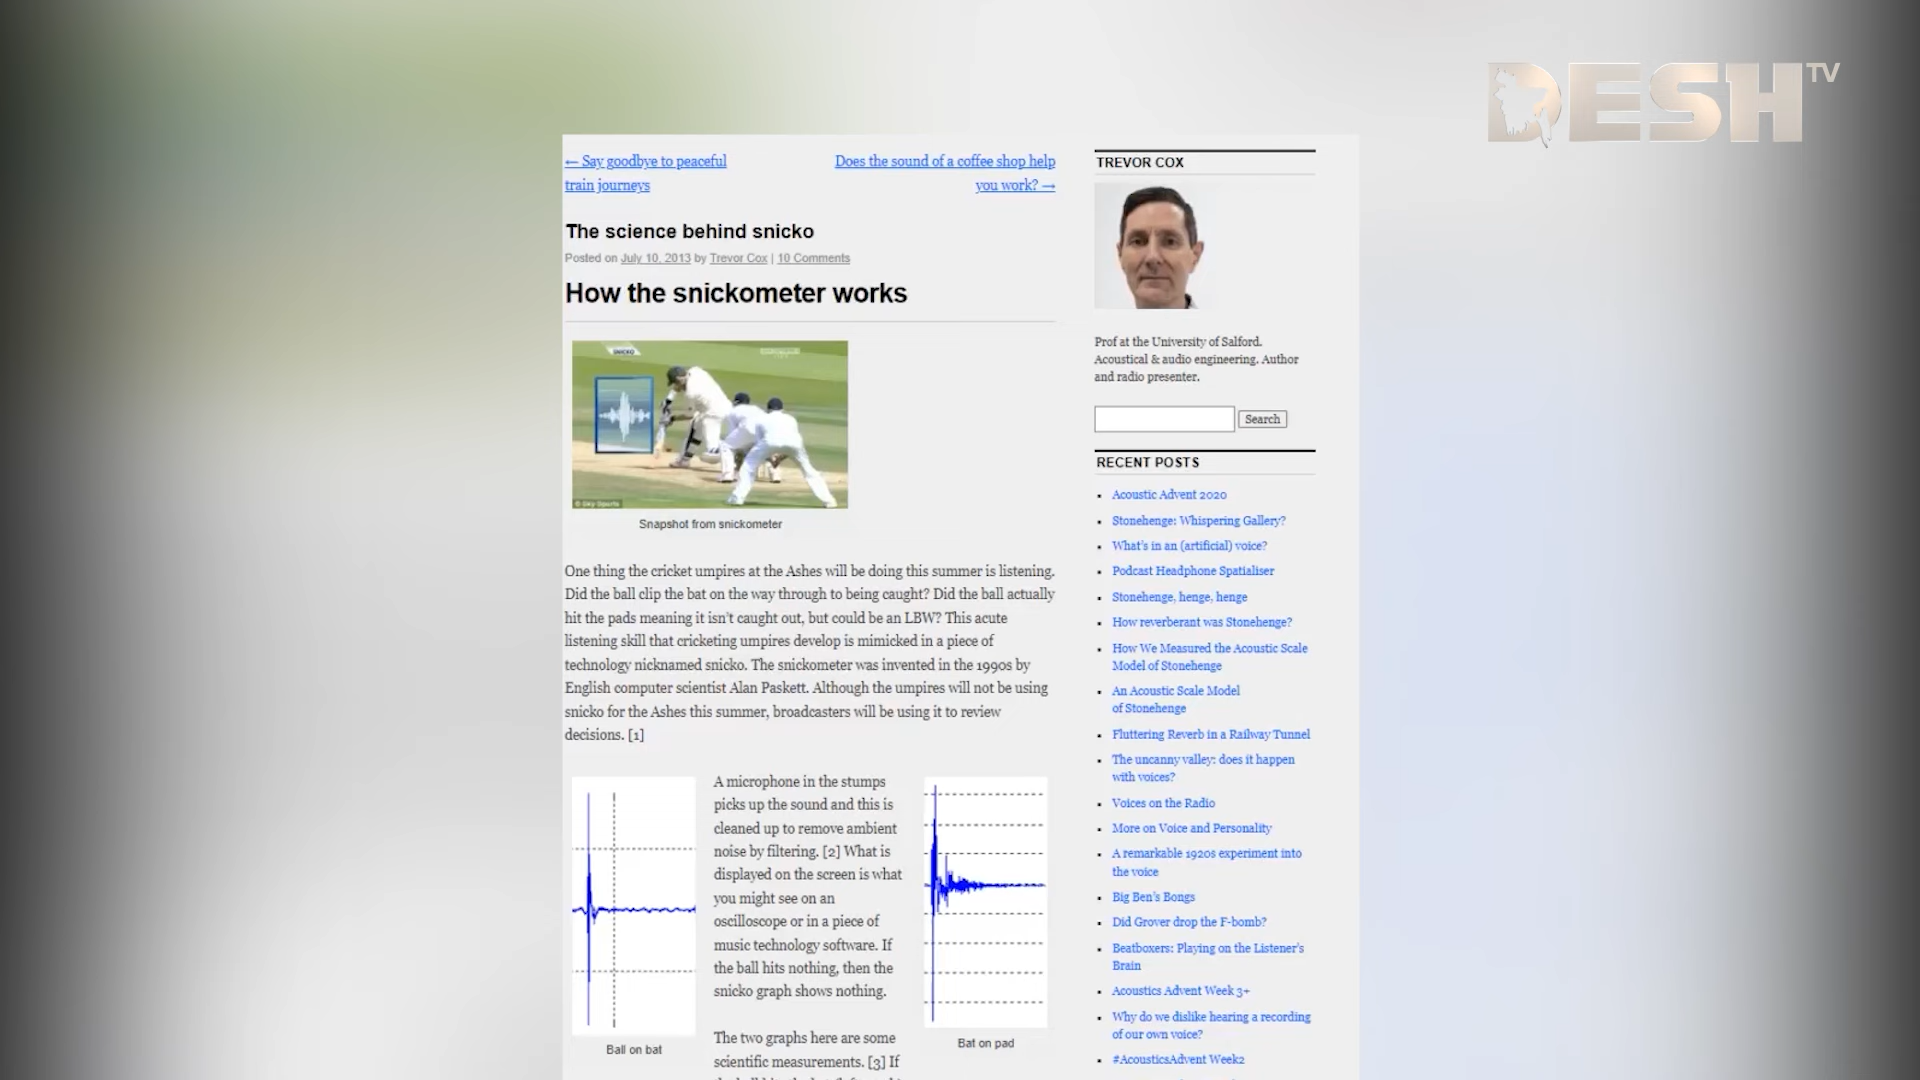 DESH TV
← Say goodbye to peaceful
train journeys
Does the sound of a coffee shop help
you work? →
The science behind snicko
Posted on July 10, 2013 by Trevor Cox | 10 Comments
How the snickometer works
SNICKO
© Sky Sports
Snapshot from snickometer
One thing the cricket umpires at the Ashes will be doing this summer is listening.
Did the ball clip the bat on the way through to being caught? Did the ball actually
hit the pads meaning it isn't caught out, but could be an LBW? This acute
listening skill that cricketing umpires develop is mimicked in a piece of
technology nicknamed snicko. The snickometer was invented in the 1990s by
English computer scientist Alan Paskett. Although the umpires will not be using
snicko for the Ashes this summer, broadcasters will be using it to review
decisions. [1]
A microphone in the stumps
picks up the sound and this is
cleaned up to remove ambient
noise by filtering. [2] What is
displayed on the screen is what
you might see on an
oscilloscope or in a piece of
music technology software. If
the ball hits nothing, then the
snicko graph shows nothing.
The two graphs here are some
scientific measurements. [3] If
Ball on bat
Bat on pad
TREVOR COX
Prof at the University of Salford.
Acoustical & audio engineering. Author
and radio presenter.
Search
RECENT POSTS
Acoustic Advent 2020
Stonehenge: Whispering Gallery?
What's in an (artificial) voice?
Podcast Headphone Spatialiser
Stonehenge, henge, henge
How reverberant was Stonehenge?
How We Measured the Acoustic Scale
Model of Stonehenge
An Acoustic Scale Model
of Stonehenge
Fluttering Reverb in a Railway Tunnel
The uncanny valley: does it happen
with voices?
Voices on the Radio
More on Voice and Personality
A remarkable 1920s experiment into
the voice
Big Ben's Bongs
Did Grover drop the F-bomb?
Beatboxers: Playing on the Listener's
Brain
Acoustics Advent Week 3+
Why do we dislike hearing a recording
of our own voice?
#AcousticsAdvent Week2